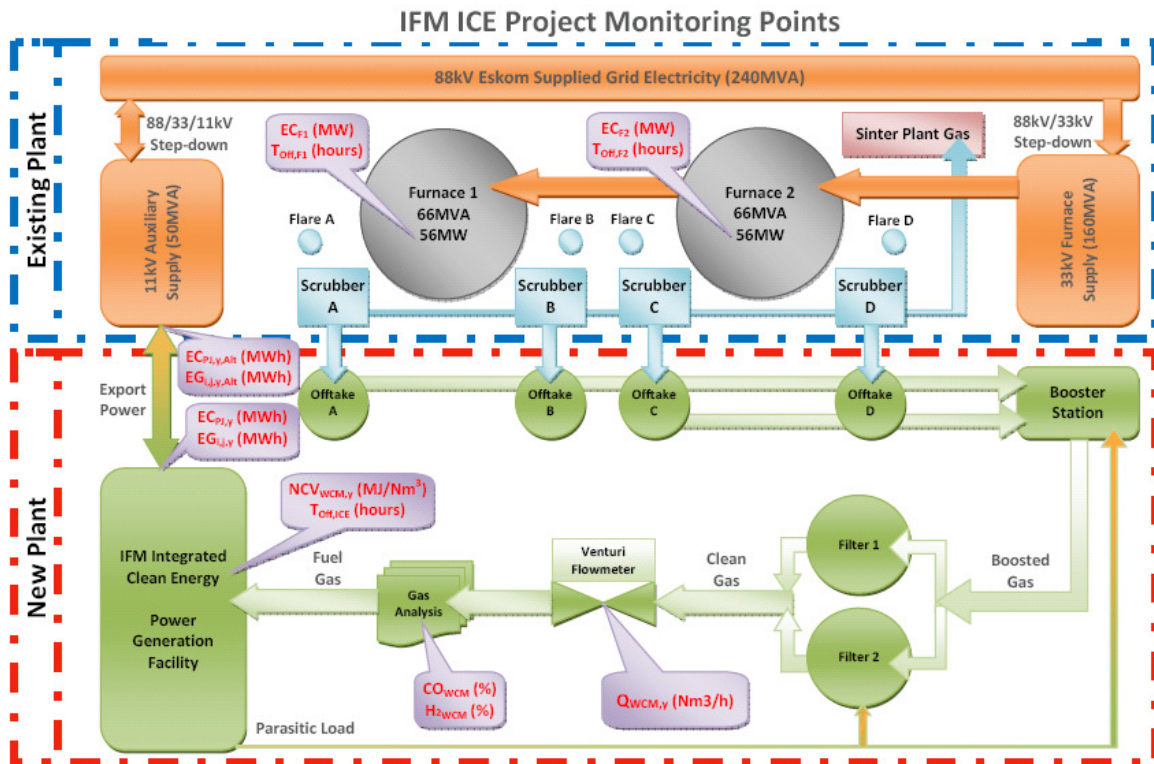 IFM ICE Project Monitoring Points
Existing Plant
88kV Eskom Supplied Grid Electricity (240MVA)
88/33/11kV
Step-down
EC_F1 (MW)
T_Off,F1 (hours)
EC_F2 (MW)
T_Off,F2 (hours)
Sinter Plant Gas
88kV/33kV
Step-down
11kV Auxiliary
Supply (50MVA)
Furnace 1
66MVA
56MW
Furnace 2
66MVA
56MW
33kV Furnace
Supply (160MVA)
Flare A
Flare B
Flare C
Flare D
Scrubber
A
Scrubber
B
Scrubber
C
Scrubber
D
New Plant
Export
Power
EC_PJ,y,Alt (MWh)
EG_i,j,y,Alt (MWh)
EC_PJ,y (MWh)
EG_i,j,y (MWh)
Offtake
A
Offtake
B
Offtake
C
Offtake
D
Booster
Station
IFM Integrated
Clean Energy
Power
Generation
Facility
NCV_WCM,y (MJ/Nm³)
T_Off,ICE (hours)
Fuel
Gas
Gas
Analysis
Venturi
Flowmeter
Clean
Gas
Filter 1
Filter 2
Boosted
Gas
CO_WCM (%)
H2_WCM (%)
Q_WCM,y (Nm3/h)
Parasitic Load